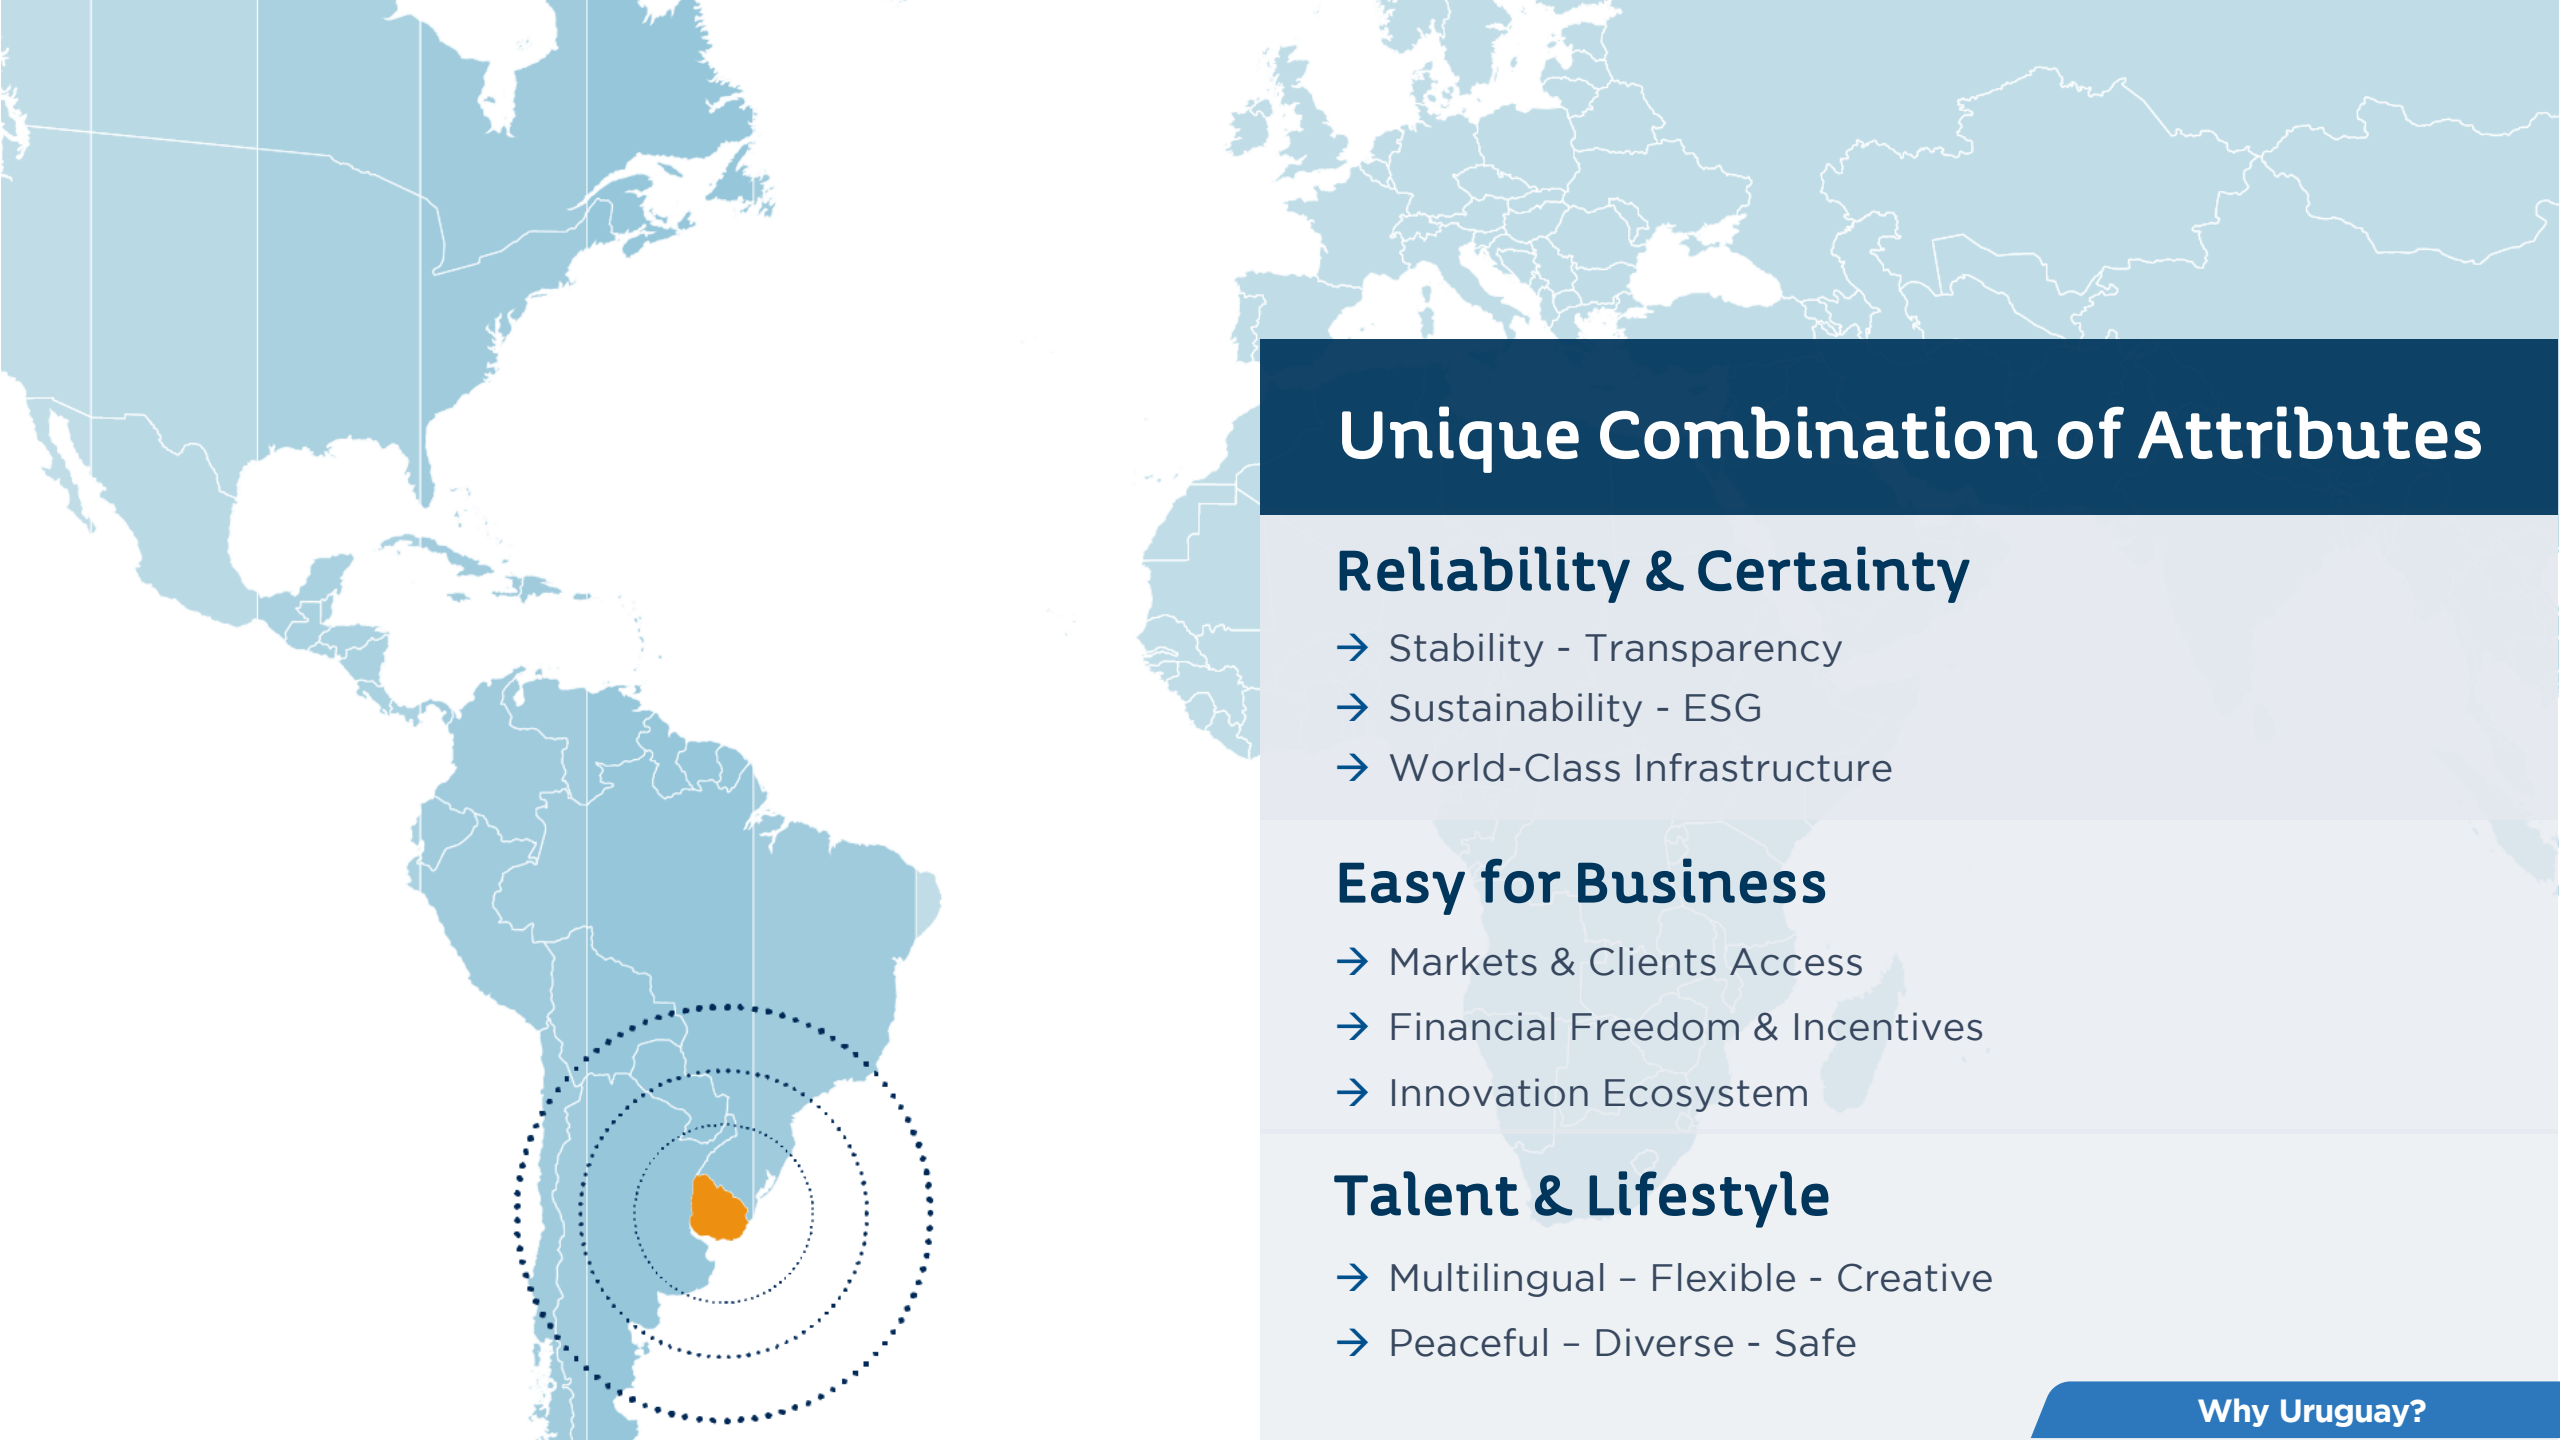 Unique Combination of Attributes
Reliability & Certainty
→ Stability - Transparency
→ Sustainability - ESG
→ World-Class Infrastructure
Easy for Business
→ Markets & Clients Access
→ Financial Freedom & Incentives
→ Innovation Ecosystem
Talent & Lifestyle
→ Multilingual – Flexible - Creative
→ Peaceful – Diverse - Safe
Why Uruguay?